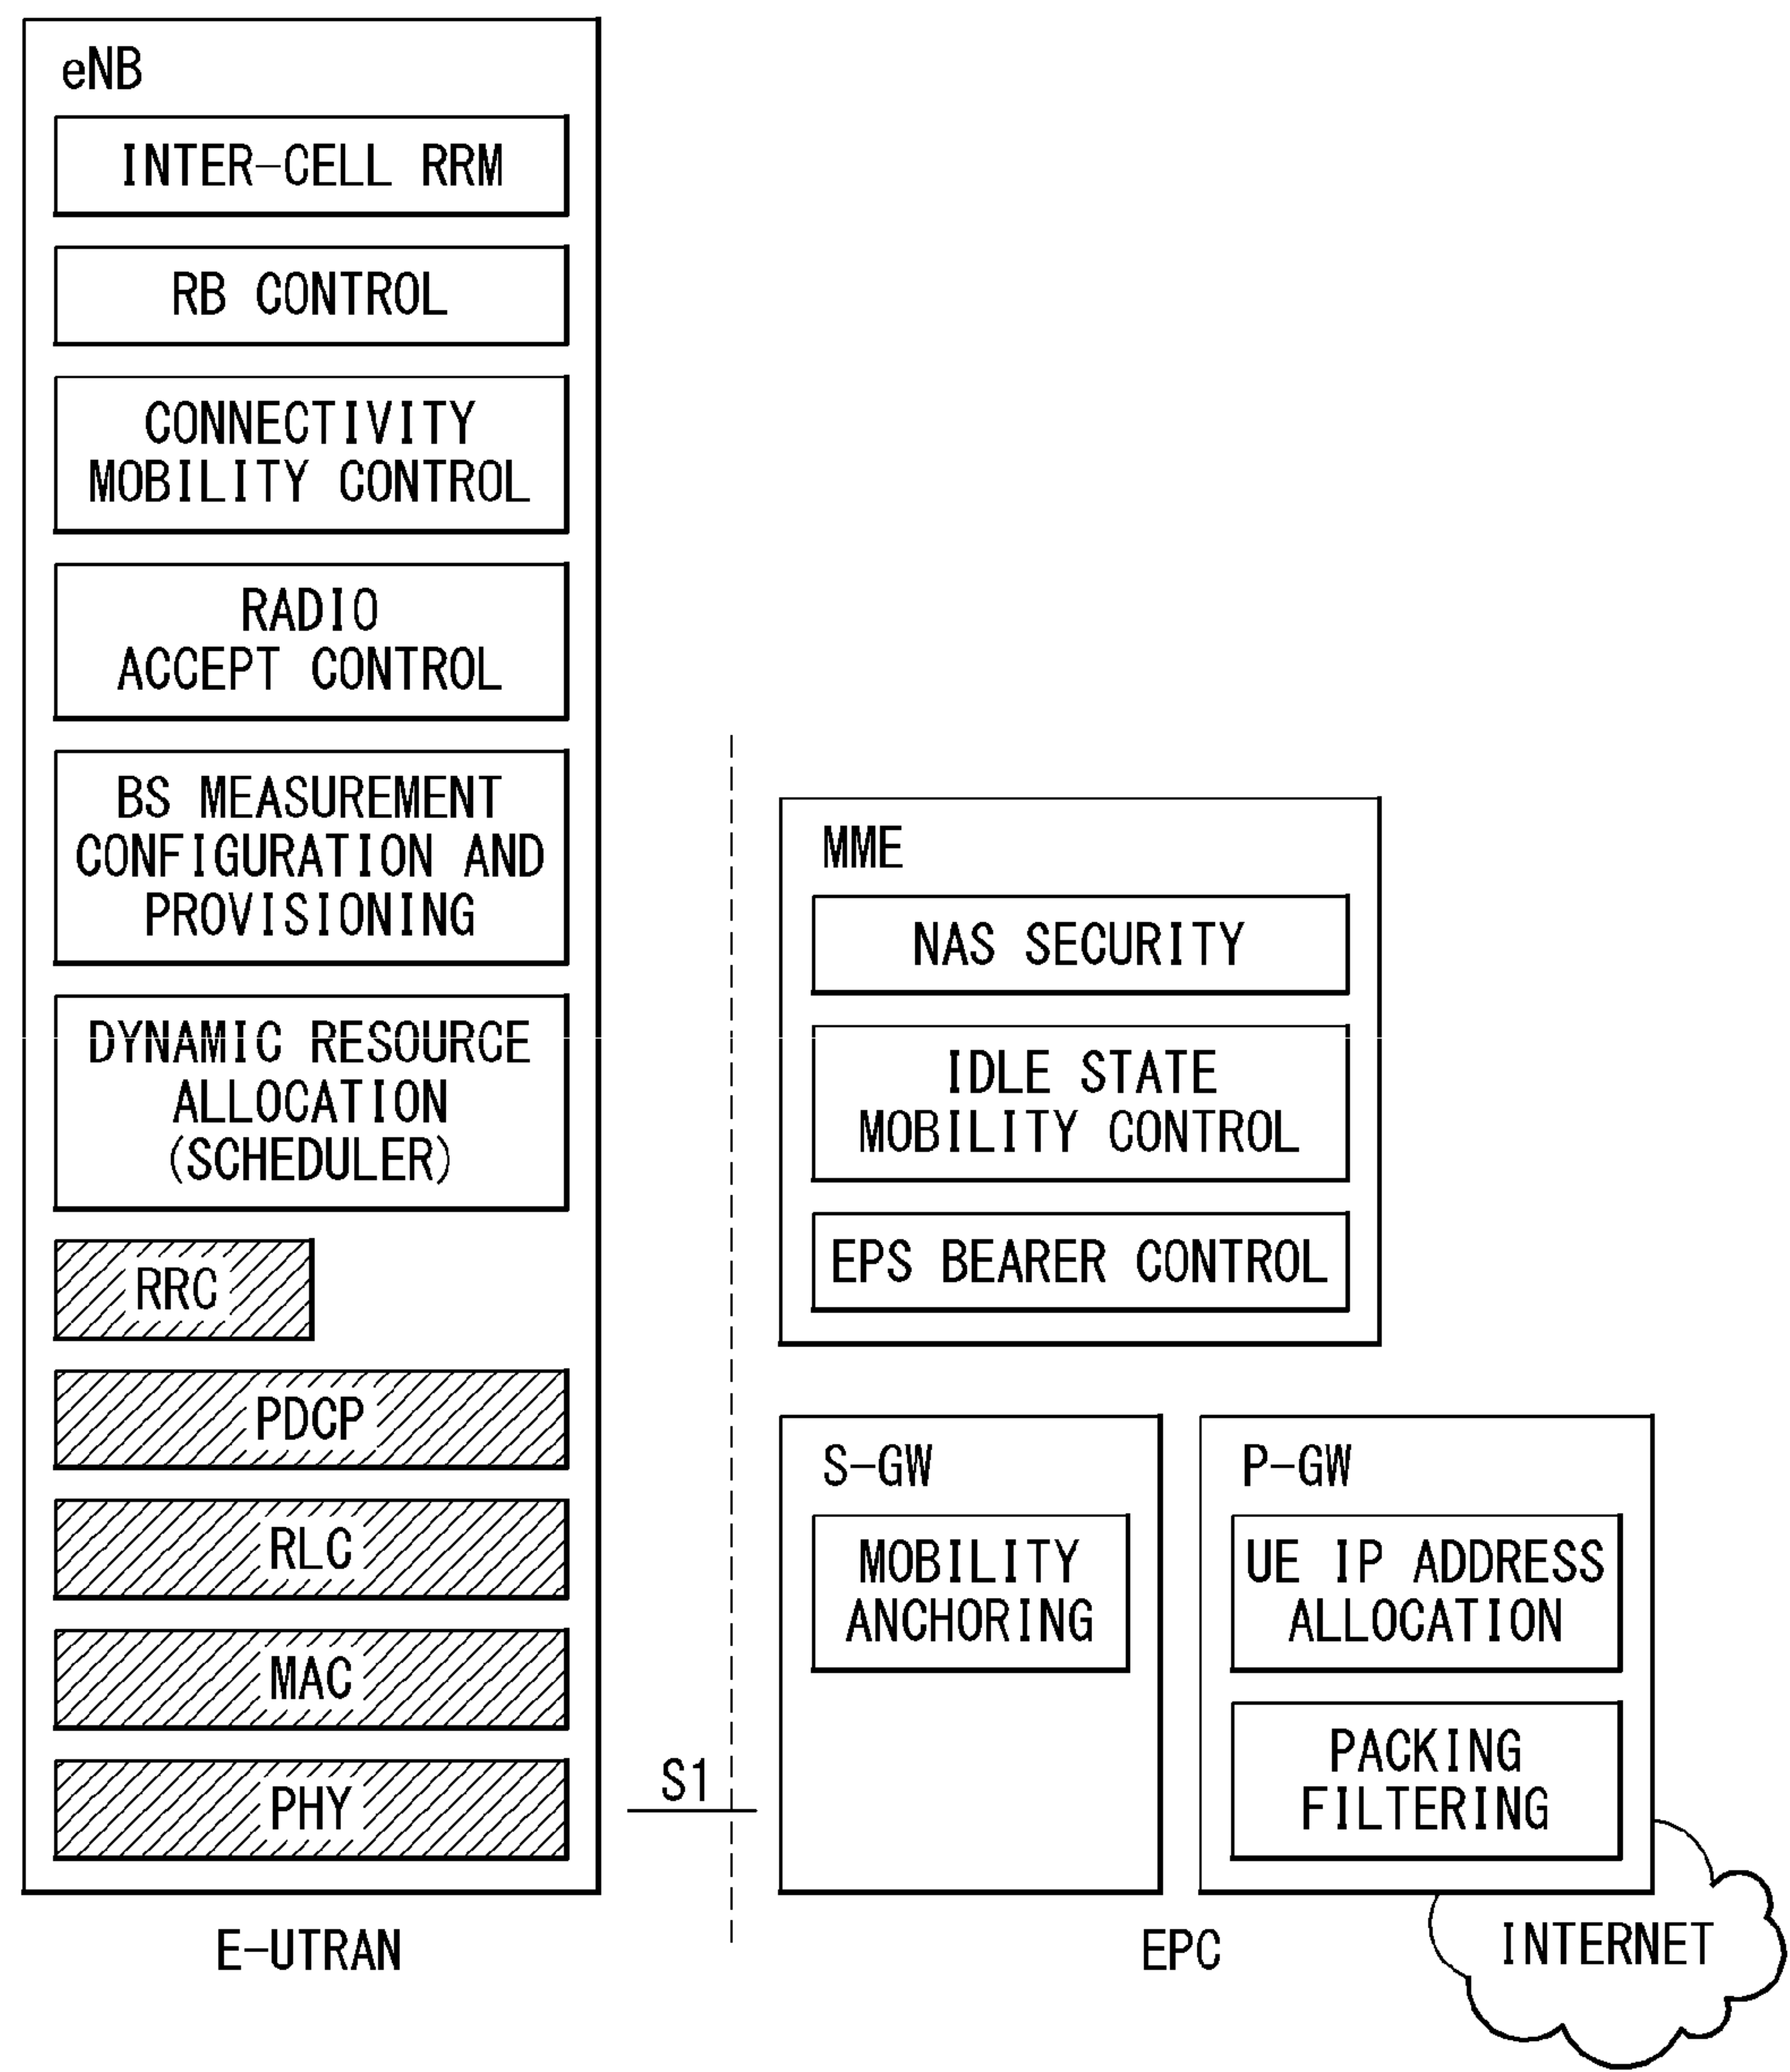 eNB
INTER-CELL RRM
RB CONTROL
CONNECTIVITY
MOBILITY CONTROL
RADIO
ACCEPT CONTROL
BS MEASUREMENT
CONFIGURATION AND
PROVISIONING
DYNAMIC RESOURCE
ALLOCATION
(SCHEDULER)
RRC
PDCP
RLC
MAC
PHY
E-UTRAN
S1
MME
NAS SECURITY
IDLE STATE
MOBILITY CONTROL
EPS BEARER CONTROL
S-GW
MOBILITY
ANCHORING
P-GW
UE IP ADDRESS
ALLOCATION
PACKING
FILTERING
EPC
INTERNET